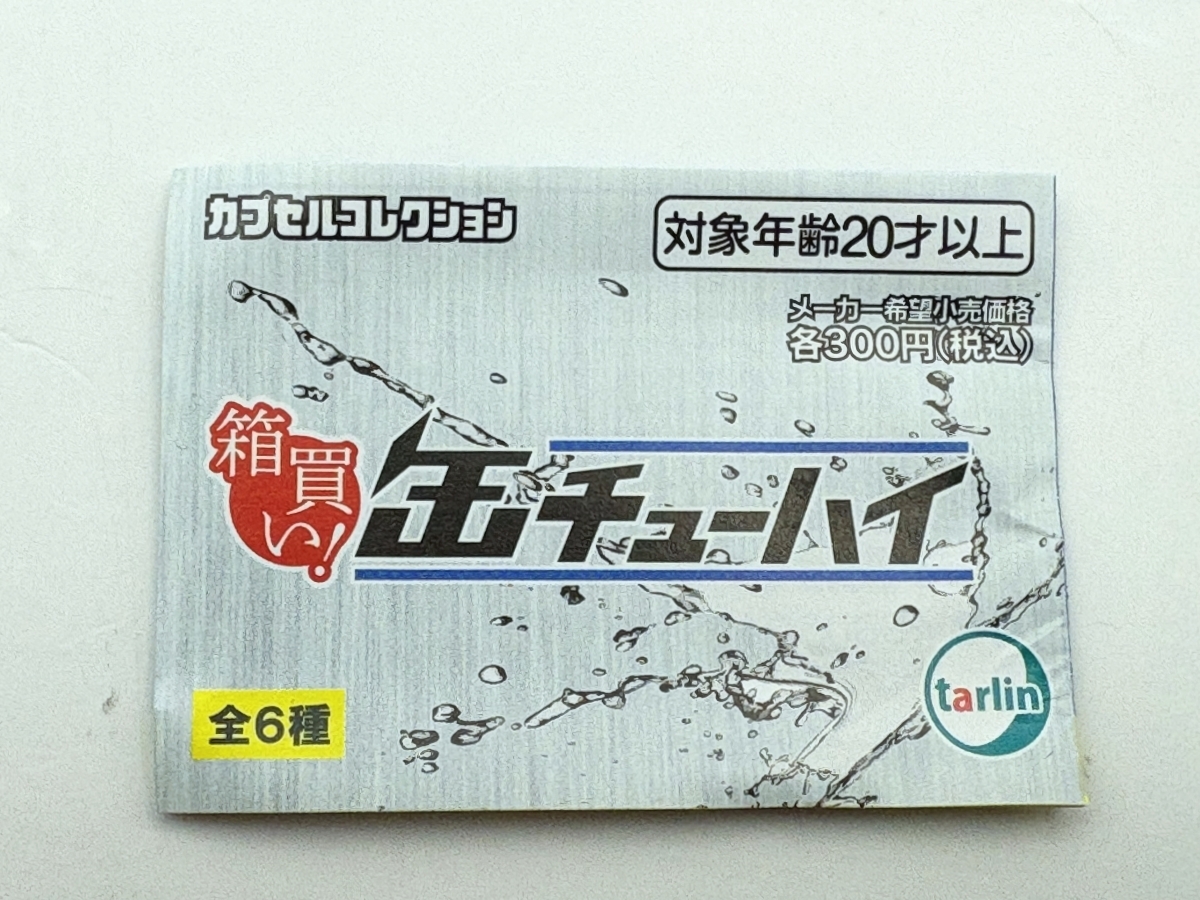 カプセルコレクション
対象年齢20才以上
メーカー希望小売価格
各300円(税込)
箱買い!
缶チューハイ
全6種
tarlin